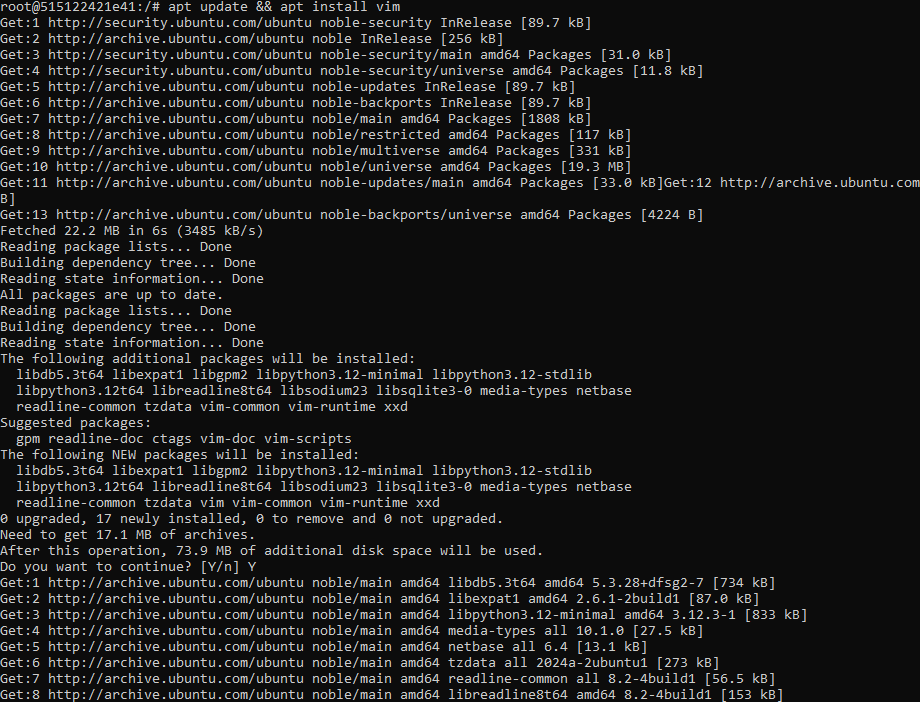 root@515122421e41:/# apt update && apt install vim
Get:1 http://security.ubuntu.com/ubuntu noble-security InRelease [89.7 kB]
Get:2 http://archive.ubuntu.com/ubuntu noble InRelease [256 kB]
Get:3 http://security.ubuntu.com/ubuntu noble-security/main amd64 Packages [31.0 kB]
Get:4 http://security.ubuntu.com/ubuntu noble-security/universe amd64 Packages [11.8 kB]
Get:5 http://archive.ubuntu.com/ubuntu noble-updates InRelease [89.7 kB]
Get:6 http://archive.ubuntu.com/ubuntu noble-backports InRelease [89.7 kB]
Get:7 http://archive.ubuntu.com/ubuntu noble/main amd64 Packages [1808 kB]
Get:8 http://archive.ubuntu.com/ubuntu noble/restricted amd64 Packages [117 kB]
Get:9 http://archive.ubuntu.com/ubuntu noble/multiverse amd64 Packages [331 kB]
Get:10 http://archive.ubuntu.com/ubuntu noble/universe amd64 Packages [19.3 MB]
Get:11 http://archive.ubuntu.com/ubuntu noble-updates/main amd64 Packages [33.0 kB]Get:12 http://archive.ubuntu.com
B]
Get:13 http://archive.ubuntu.com/ubuntu noble-backports/universe amd64 Packages [4224 B]
Fetched 22.2 MB in 6s (3485 kB/s)
Reading package lists... Done
Building dependency tree... Done
Reading state information... Done
All packages are up to date.
Reading package lists... Done
Building dependency tree... Done
Reading state information... Done
The following additional packages will be installed:
  libdb5.3t64 libexpat1 libgpm2 libpython3.12-minimal libpython3.12-stdlib
  libpython3.12t64 libreadline8t64 libsodium23 libsqlite3-0 media-types netbase
  readline-common tzdata vim-common vim-runtime xxd
Suggested packages:
  gpm readline-doc ctags vim-doc vim-scripts
The following NEW packages will be installed:
  libdb5.3t64 libexpat1 libgpm2 libpython3.12-minimal libpython3.12-stdlib
  libpython3.12t64 libreadline8t64 libsodium23 libsqlite3-0 media-types netbase
  readline-common tzdata vim vim-common vim-runtime xxd
0 upgraded, 17 newly installed, 0 to remove and 0 not upgraded.
Need to get 17.1 MB of archives.
After this operation, 73.9 MB of additional disk space will be used.
Do you want to continue? [Y/n] Y
Get:1 http://archive.ubuntu.com/ubuntu noble/main amd64 libdb5.3t64 amd64 5.3.28+dfsg2-7 [734 kB]
Get:2 http://archive.ubuntu.com/ubuntu noble/main amd64 libexpat1 amd64 2.6.1-2build1 [87.0 kB]
Get:3 http://archive.ubuntu.com/ubuntu noble/main amd64 libpython3.12-minimal amd64 3.12.3-1 [833 kB]
Get:4 http://archive.ubuntu.com/ubuntu noble/main amd64 media-types all 10.1.0 [27.5 kB]
Get:5 http://archive.ubuntu.com/ubuntu noble/main amd64 netbase all 6.4 [13.1 kB]
Get:6 http://archive.ubuntu.com/ubuntu noble/main amd64 tzdata all 2024a-2ubuntu1 [273 kB]
Get:7 http://archive.ubuntu.com/ubuntu noble/main amd64 readline-common all 8.2-4build1 [56.5 kB]
Get:8 http://archive.ubuntu.com/ubuntu noble/main amd64 libreadline8t64 amd64 8.2-4build1 [153 kB]